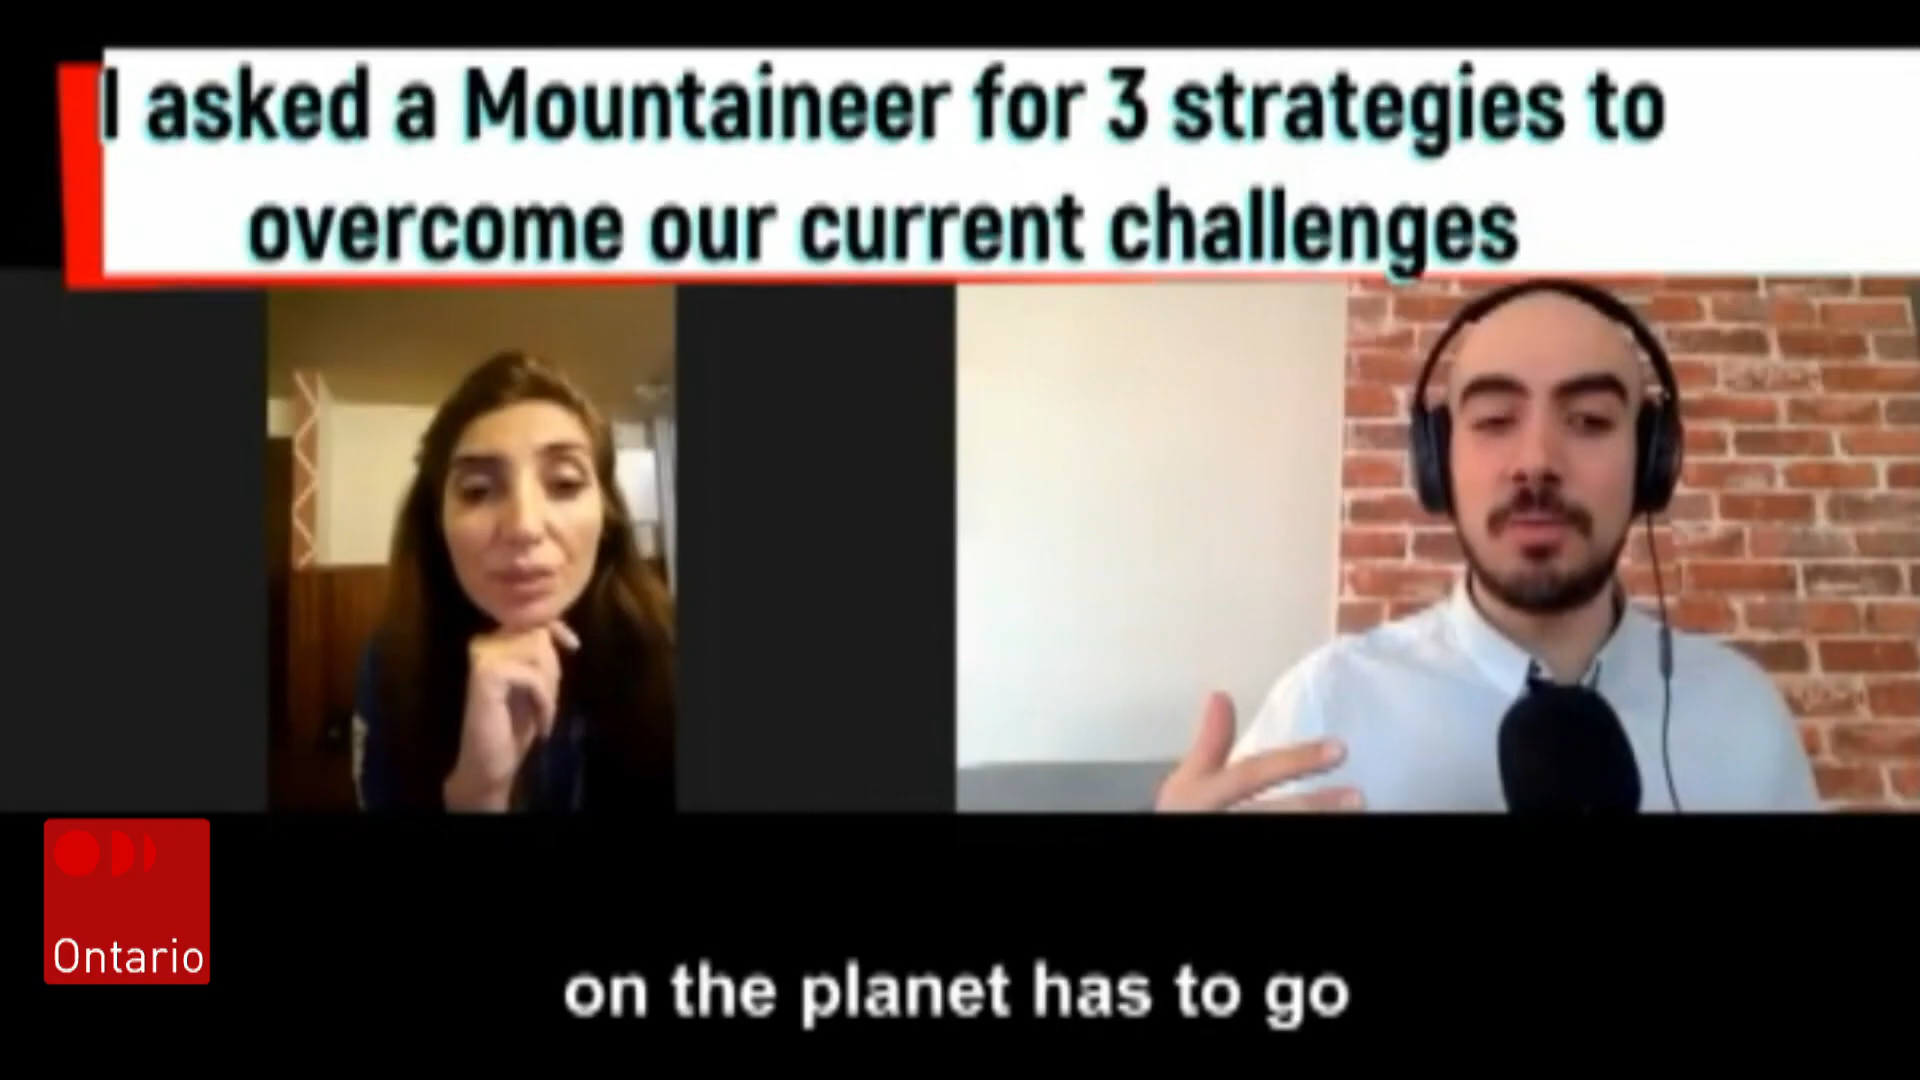 I asked a Mountaineer for 3 strategies to
overcome our current challenges
Ontario
on the planet has to go